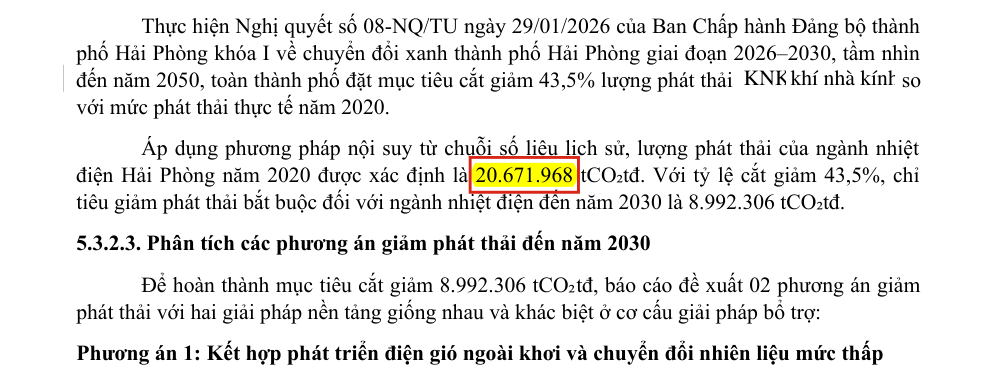 Thực hiện Nghị quyết số 08-NQ/TU ngày 29/01/2026 của Ban Chấp hành Đảng bộ thành
phố Hải Phòng khóa I về chuyển đổi xanh thành phố Hải Phòng giai đoạn 2026–2030, tầm nhìn
đến năm 2050, toàn thành phố đặt mục tiêu cắt giảm 43,5% lượng phát thải KNK khí nhà kính so
với mức phát thải thực tế năm 2020.
Áp dụng phương pháp nội suy từ chuỗi số liệu lịch sử, lượng phát thải của ngành nhiệt
điện Hải Phòng năm 2020 được xác định là 20.671.968 tCO₂tđ. Với tỷ lệ cắt giảm 43,5%, chỉ
tiêu giảm phát thải bắt buộc đối với ngành nhiệt điện đến năm 2030 là 8.992.306 tCO₂tđ.
5.3.2.3. Phân tích các phương án giảm phát thải đến năm 2030
Để hoàn thành mục tiêu cắt giảm 8.992.306 tCO₂tđ, báo cáo đề xuất 02 phương án giảm
phát thải với hai giải pháp nền tảng giống nhau và khác biệt ở cơ cấu giải pháp bổ trợ:
Phương án 1: Kết hợp phát triển điện gió ngoài khơi và chuyển đổi nhiên liệu mức thấp